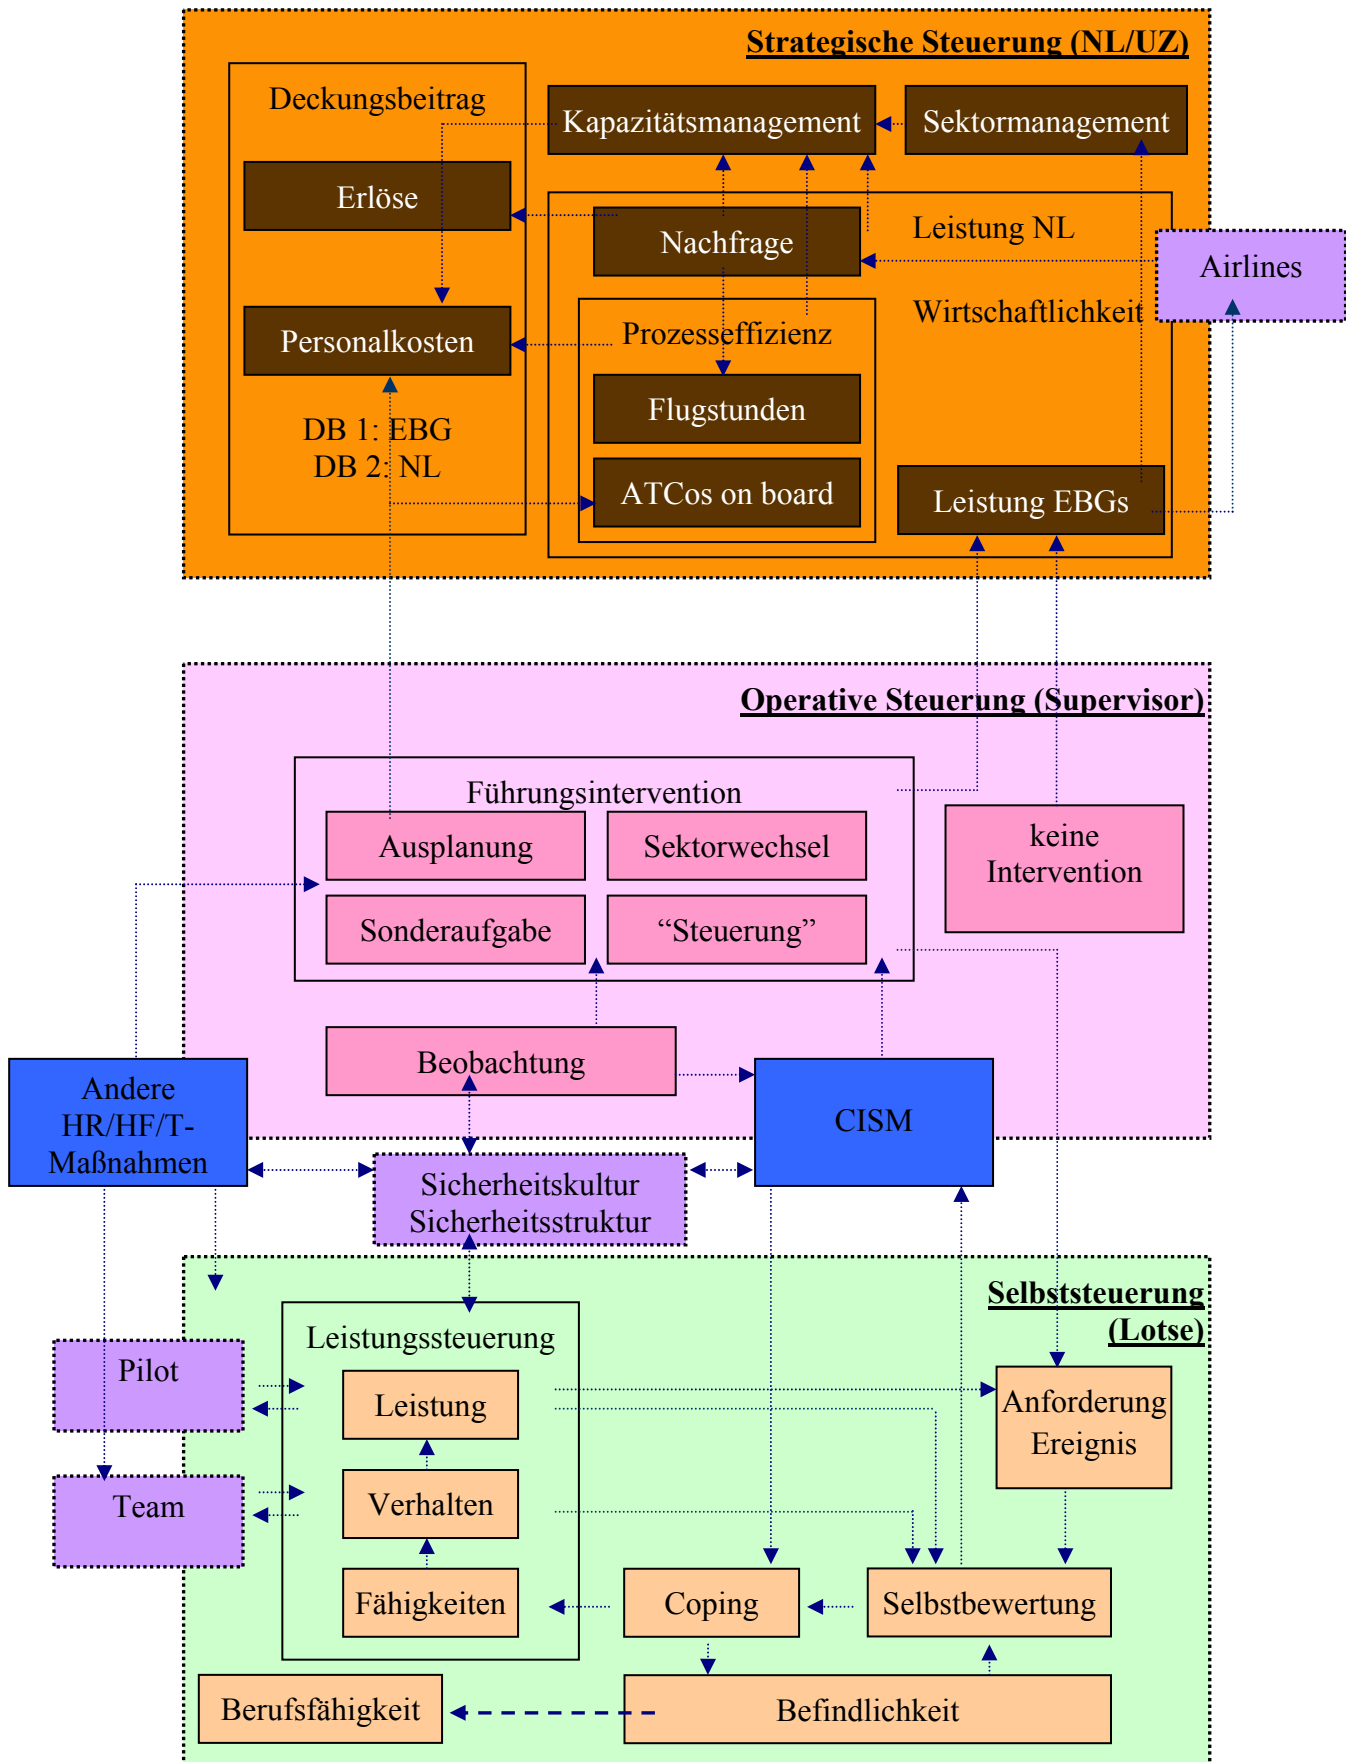 Strategische Steuerung (NL/UZ)
Deckungsbeitrag
Kapazitätsmanagement
Sektormanagement
Erlöse
Nachfrage
Leistung NL
Airlines
Personalkosten
Prozesseffizienz
Wirtschaftlichkeit
Flugstunden
DB 1: EBG
DB 2: NL
ATCos on board
Leistung EBGs
Operative Steuerung (Supervisor)
Führungsintervention
Ausplanung
Sektorwechsel
keine
Intervention
Sonderaufgabe
“Steuerung”
Beobachtung
Andere
HR/HF/T-
Maßnahmen
CISM
Sicherheitskultur
Sicherheitsstruktur
Selbststeuerung
(Lotse)
Leistungssteuerung
Pilot
Leistung
Anforderung
Ereignis
Team
Verhalten
Fähigkeiten
Coping
Selbstbewertung
Berufsfähigkeit
Befindlichkeit